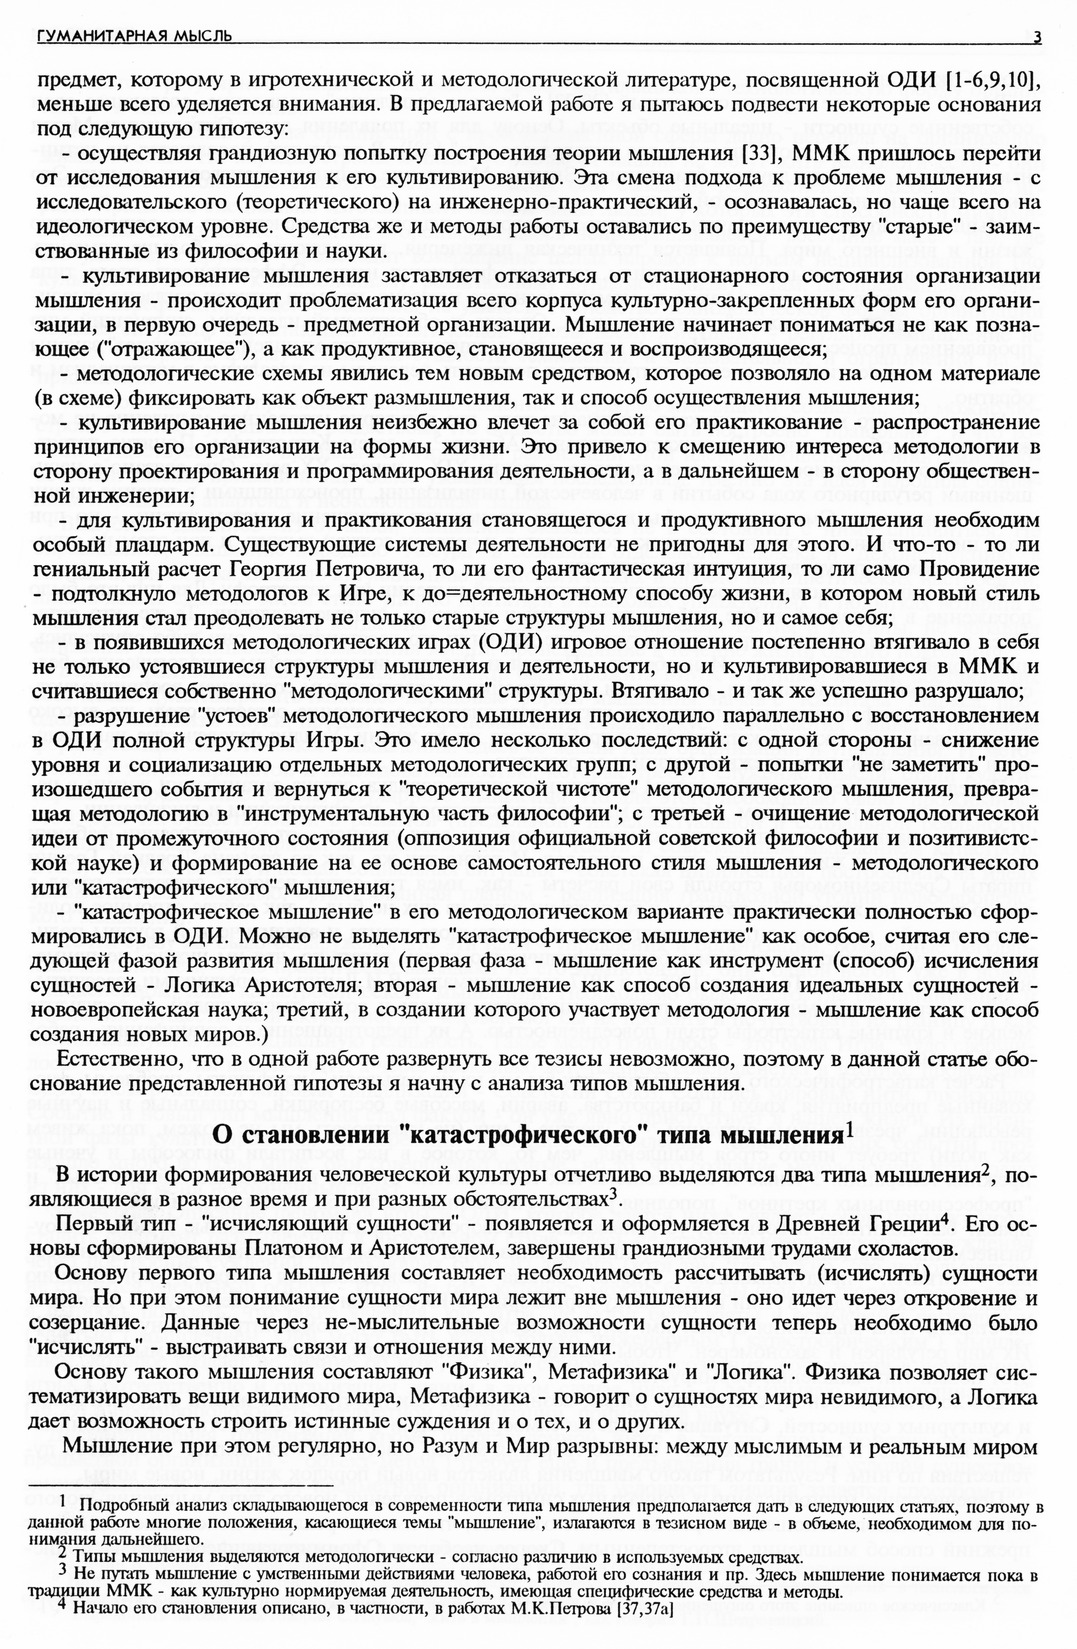 ГУМАНИТАРНАЯ МЫСЛЬ 3
предмет, которому в игротехнической и методологической литературе, посвященной ОДИ [1-6,9,10],
меньше всего уделяется внимания. В предлагаемой работе я пытаюсь подвести некоторые основания
под следующую гипотезу:
- осуществляя грандиозную попытку построения теории мышления [33], ММК пришлось перейти
от исследования мышления к его культивированию. Эта смена подхода к проблеме мышления - с
исследовательского (теоретического) на инженерно-практический, - осознавалась, но чаще всего на
идеологическом уровне. Средства же и методы работы оставались по преимуществу "старые" - заим-
ствованные из философии и науки.
- культивирование мышления заставляет отказаться от стационарного состояния организации
мышления - происходит проблематизация всего корпуса культурно-закрепленных форм его органи-
зации, в первую очередь - предметной организации. Мышление начинает пониматься не как позна-
ющее ("отражающее"), а как продуктивное, становящееся и воспроизводящееся;
- методологические схемы явились тем новым средством, которое позволяло на одном материале
(в схеме) фиксировать как объект размышления, так и способ осуществления мышления;
- культивирование мышления неизбежно влечет за собой его практикование - распространение
принципов его организации на формы жизни. Это привело к смещению интереса методологии в
сторону проектирования и программирования деятельности, а в дальнейшем - в сторону обществен-
ной инженерии;
- для культивирования и практикования становящегося и продуктивного мышления необходим
особый плацдарм. Существующие системы деятельности не пригодны для этого. И что-то - то ли
гениальный расчет Георгия Петровича, то ли его фантастическая интуиция, то ли само Провидение
- подтолкнуло методологов к Игре, к до=деятельностному способу жизни, в котором новый стиль
мышления стал преодолевать не только старые структуры мышления, но и самое себя;
- в появившихся методологических играх (ОДИ) игровое отношение постепенно втягивало в себя
не только устоявшиеся структуры мышления и деятельности, но и культивировавшиеся в ММК и
считавшиеся собственно "методологическими" структуры. Втягивало - и так же успешно разрушало;
- разрушение "устоев" методологического мышления происходило параллельно с восстановлением
в ОДИ полной структуры Игры. Это имело несколько последствий: с одной стороны - снижение
уровня и социализацию отдельных методологических групп; с другой - попытки "не заметить" про-
изошедшего события и вернуться к "теоретической чистоте" методологического мышления, превра-
щая методологию в "инструментальную часть философии"; с третьей - очищение методологической
идеи от промежуточного состояния (оппозиция официальной советской философии и позитивистс-
кой науке) и формирование на ее основе самостоятельного стиля мышления - методологического
или "катастрофического" мышления;
- "катастрофическое мышление" в его методологическом варианте практически полностью сфор-
мировались в ОДИ. Можно не выделять "катастрофическое мышление" как особое, считая его сле-
дующей фазой развития мышления (первая фаза - мышление как инструмент (способ) исчисления
сущностей - Логика Аристотеля; вторая - мышление как способ создания идеальных сущностей -
новоевропейская наука; третий, в создании которого участвует методология - мышление как способ
создания новых миров.)
Естественно, что в одной работе развернуть все тезисы невозможно, поэтому в данной статье обо-
снование представленной гипотезы я начну с анализа типов мышления.
О становлении "катастрофического" типа мышления1
В истории формирования человеческой культуры отчетливо выделяются два типа мышления2, по-
являющиеся в разное время и при разных обстоятельствах3.
Первый тип - "исчисляющий сущности" - появляется и оформляется в Древней Греции4. Его ос-
новы сформированы Платоном и Аристотелем, завершены грандиозными трудами схоластов.
Основу первого типа мышления составляет необходимость рассчитывать (исчислять) сущности
мира. Но при этом понимание сущности мира лежит вне мышления - оно идет через откровение и
созерцание. Данные через не-мыслительные возможности сущности теперь необходимо было
"исчислять" - выстраивать связи и отношения между ними.
Основу такого мышления составляют "Физика", Метафизика" и "Логика". Физика позволяет сис-
тематизировать вещи видимого мира, Метафизика - говорит о сущностях мира невидимого, а Логика
дает возможность строить истинные суждения и о тех, и о других.
Мышление при этом регулярно, но Разум и Мир разрывны: между мыслимым и реальным миром
1 Подробный анализ складывающегося в современности типа мышления предполагается дать в следующих статьях, поэтому в
данной работе многие положения, касающиеся темы "мышление", излагаются в тезисном виде - в объеме, необходимом для по-
нимания дальнейшего.
2 Типы мышления выделяются методологически - согласно различию в используемых средствах.
3 Не путать мышление с умственными действиями человека, работой его сознания и пр. Здесь мышление понимается пока в
традиции ММК - как культурно нормируемая деятельность, имеющая специфические средства и методы.
4 Начало его становления описано, в частности, в работах М.К.Петрова [37,37а]